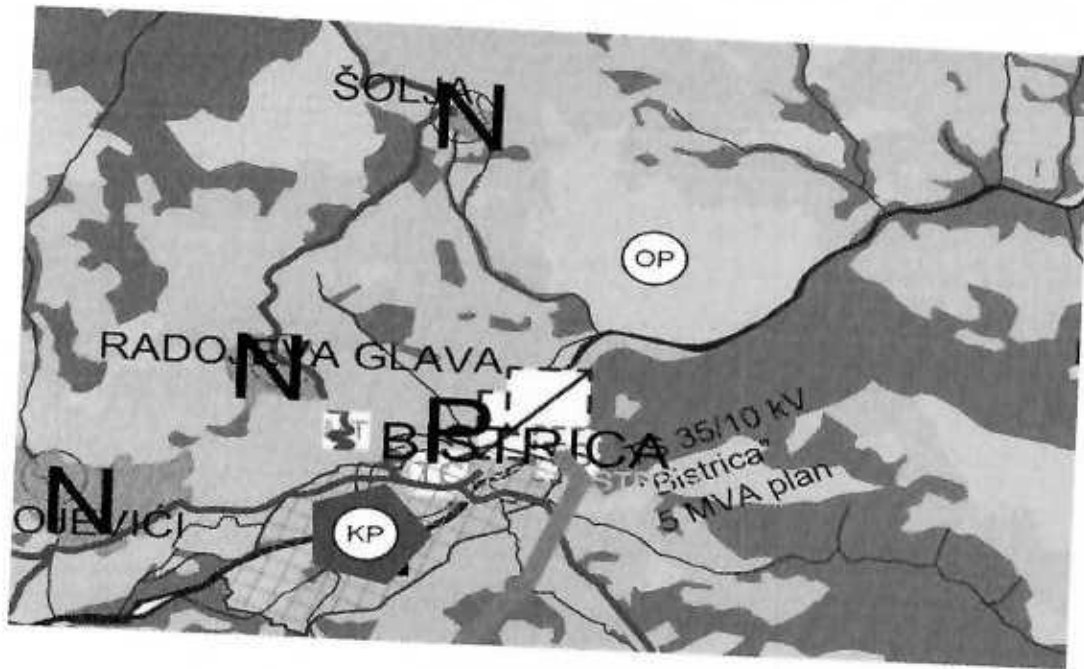 ŠOLJA
N
OP
RADOJEVA GLAVA
N
P
BISTRICA
TS 35/10 kV
"Bistrica"
5 MVA plan
N
OJEVIĆI
KP